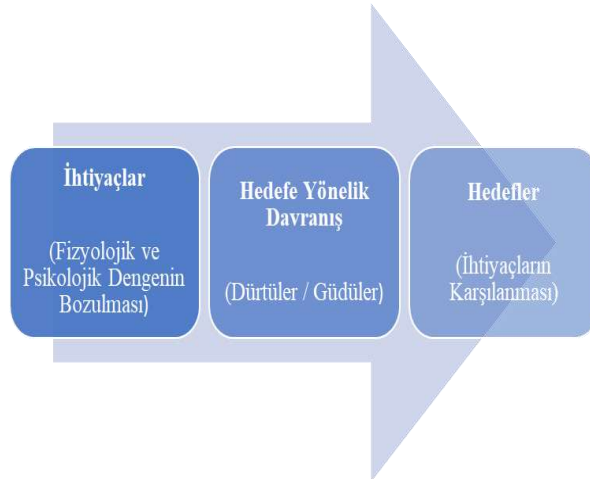 İhtiyaçlar
(Fizyolojik ve
Psikolojik Dengenin
Bozulması)
Hedefe Yönelik
Davranış
(Dürtüler / Güdüler)
Hedefler
(İhtiyaçların
Karşılanması)